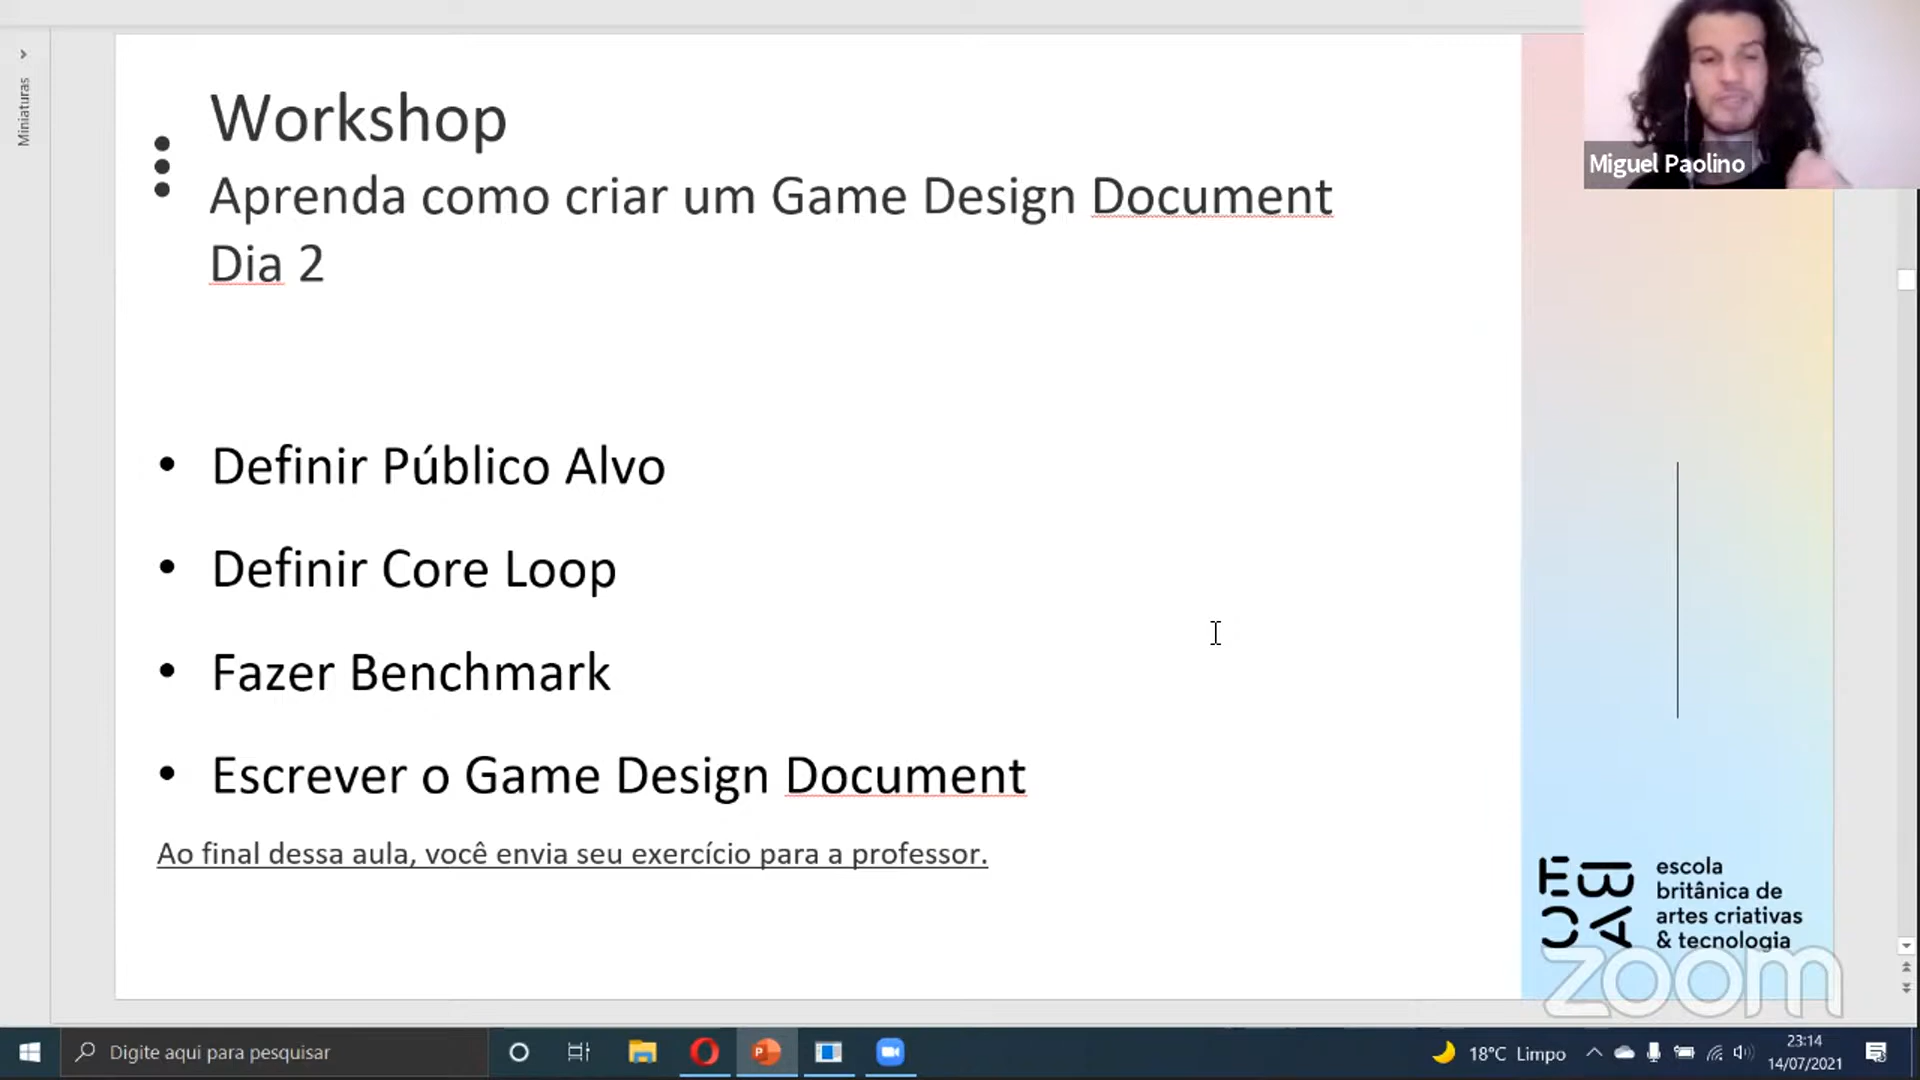 Miniaturas
Workshop
Aprenda como criar um Game Design Document
Dia 2
Miguel Paolino
• Definir Público Alvo
• Definir Core Loop
• Fazer Benchmark
• Escrever o Game Design Document
Ao final dessa aula, você envia seu exercício para a professor.
EBAC
escola
britânica de
artes criativas
& tecnologia
zoom
Digite aqui para pesquisar
18°C Limpo
23:14
14/07/2021